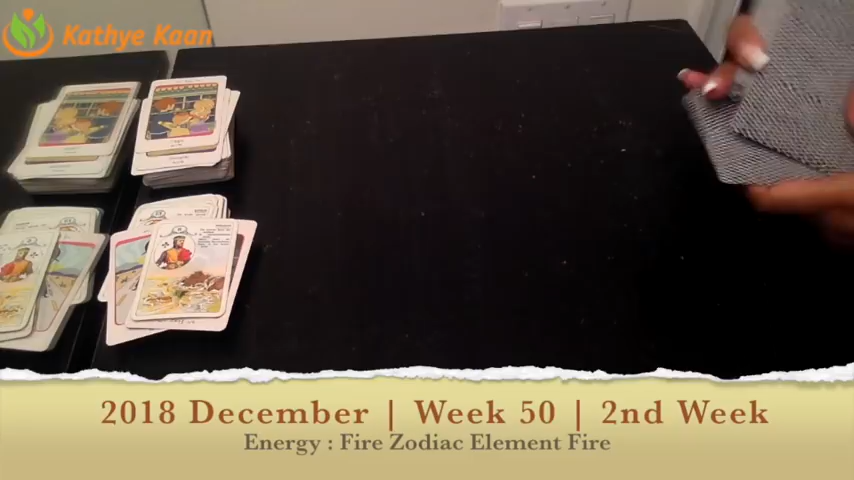 Kathye Kaan
2018 December | Week 50 | 2nd Week
Energy : Fire Zodiac Element Fire